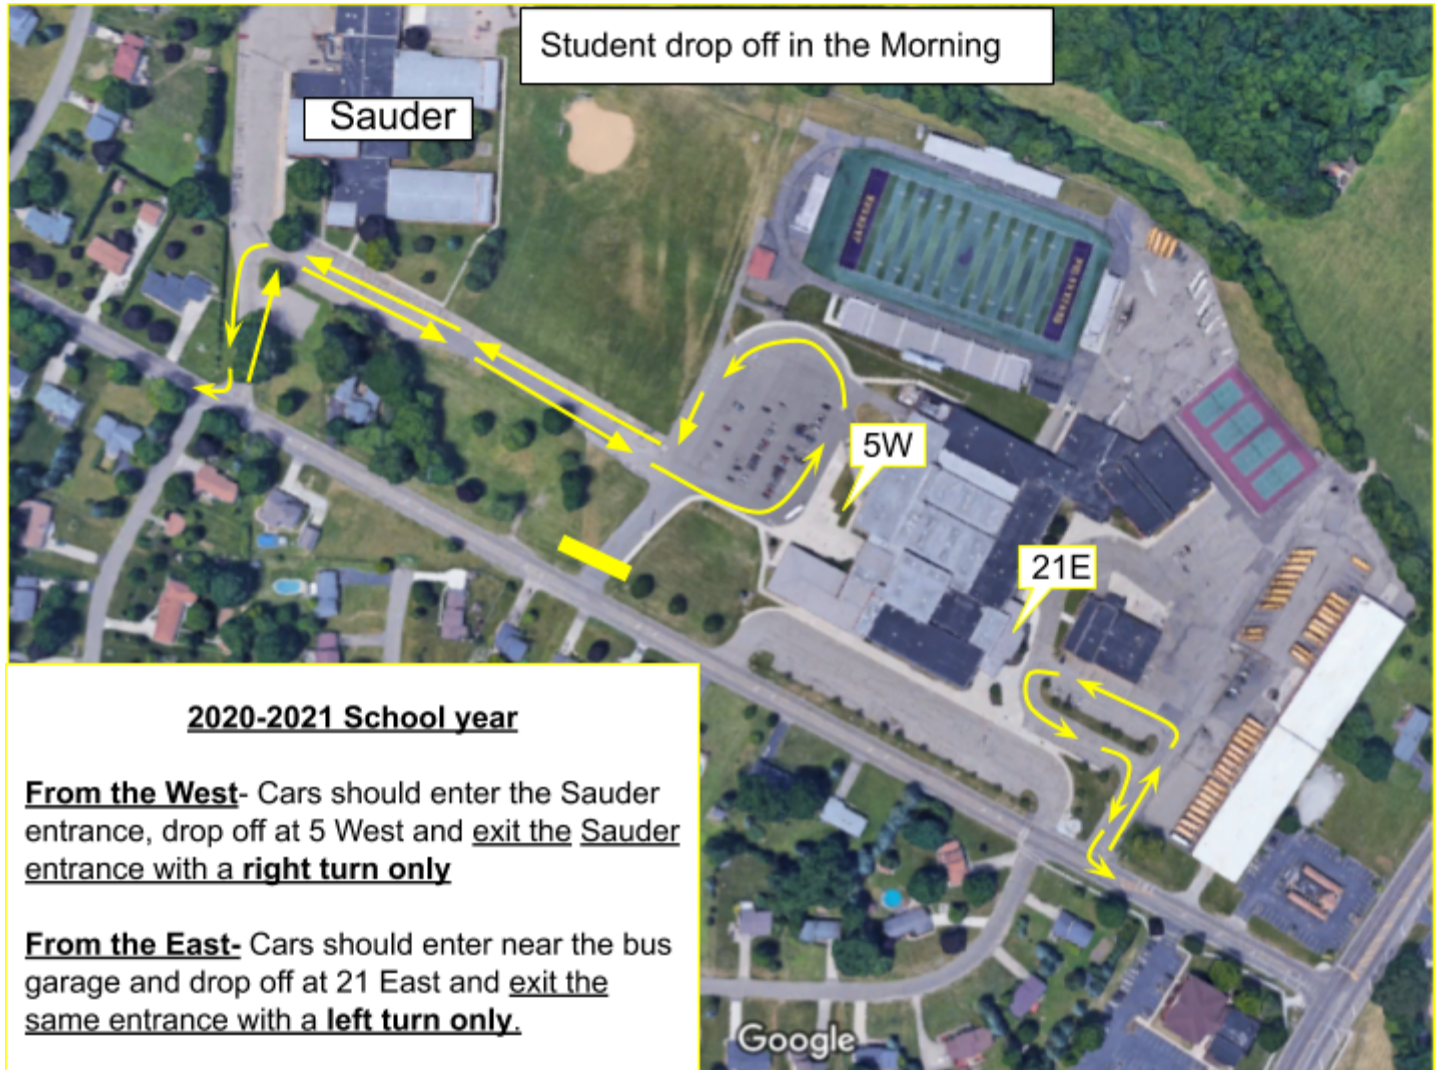 Student drop off in the Morning
Sauder
5W
21E
2020-2021 School year
From the West- Cars should enter the Sauder
entrance, drop off at 5 West and exit the Sauder
entrance with a right turn only
From the East- Cars should enter near the bus
garage and drop off at 21 East and exit the
same entrance with a left turn only.
Google